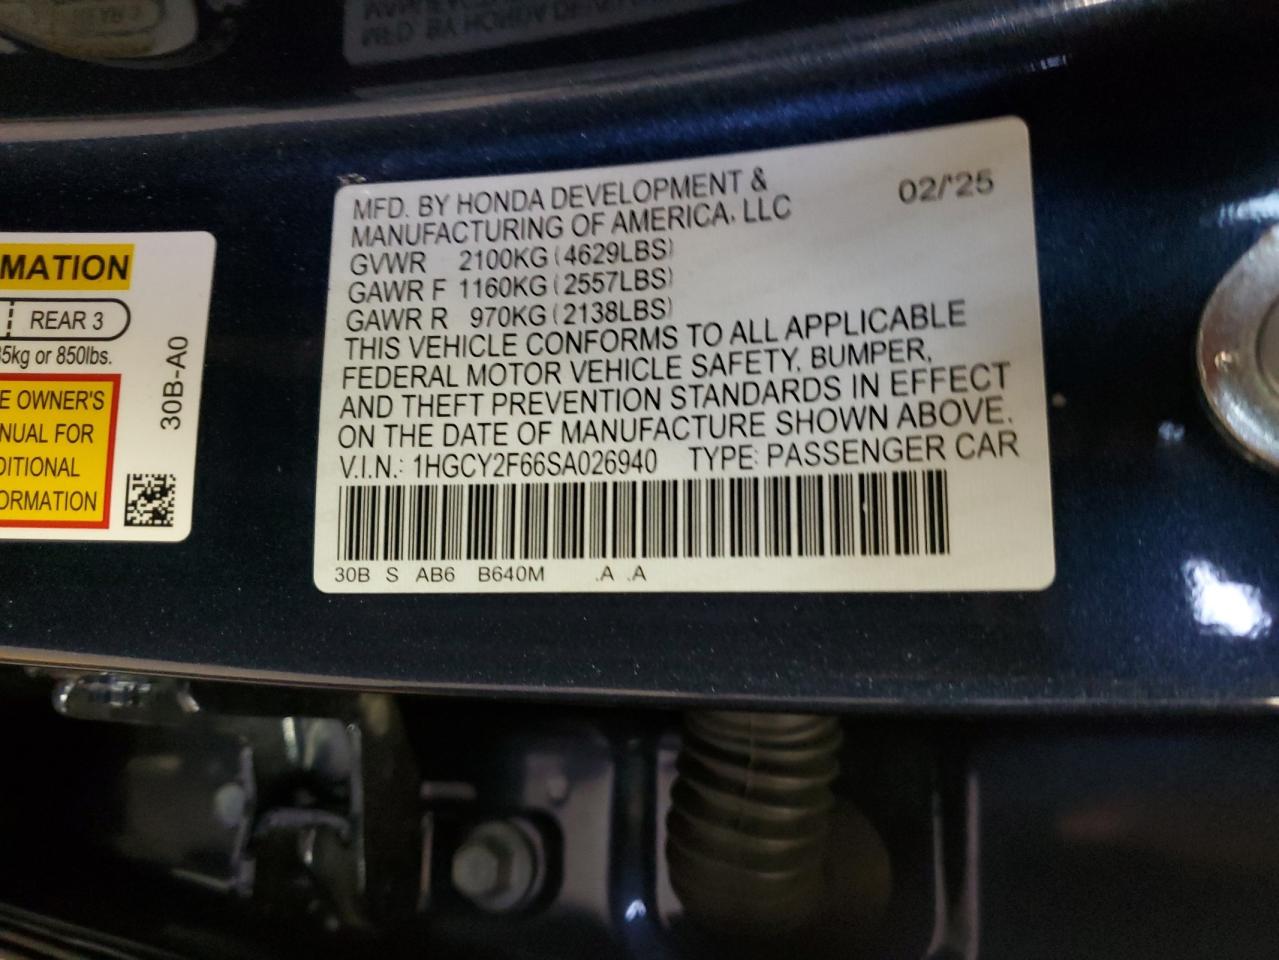 MATION
REAR 3
85kg or 850lbs.
E OWNER'S
NUAL FOR
DITIONAL
ORMATION
30B-A0
MFD. BY HONDA DEVELOPMENT &
MANUFACTURING OF AMERICA, LLC
02/'25
GVWR 2100KG (4629LBS)
GAWR F 1160KG (2557LBS)
GAWR R 970KG (2138LBS)
THIS VEHICLE CONFORMS TO ALL APPLICABLE
FEDERAL MOTOR VEHICLE SAFETY, BUMPER,
AND THEFT PREVENTION STANDARDS IN EFFECT
ON THE DATE OF MANUFACTURE SHOWN ABOVE.
V.I.N.: 1HGCY2F66SA026940 TYPE: PASSENGER CAR
30B S AB6 B640M .A .A